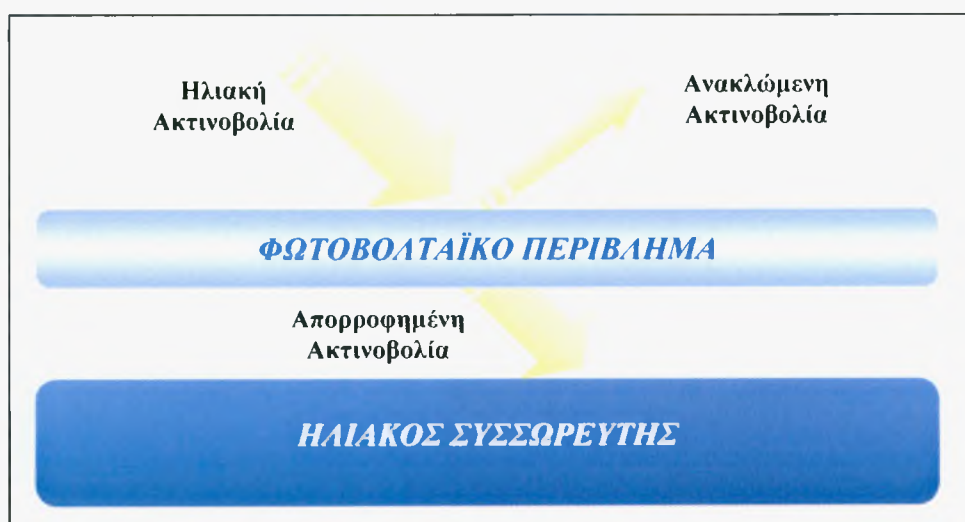 Ηλιακή
Ακτινοβολία
Ανακλώμενη
Ακτινοβολία
ΦΩΤΟΒΟΛΤΑΪΚΟ ΠΕΡΙΒΛΗΜΑ
Απορροφημένη
Ακτινοβολία
ΗΛΙΑΚΟΣ ΣΥΣΣΩΡΕΥΤΗΣ